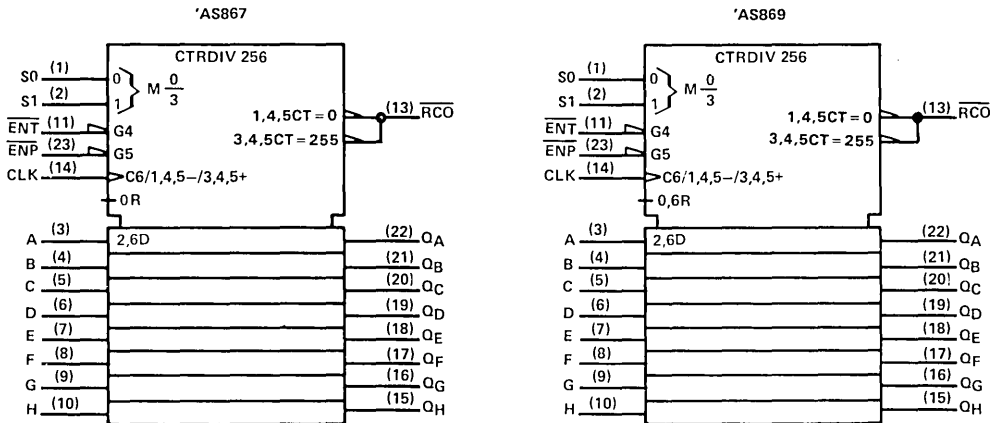 'AS867
CTRDIV 256
S0 (1) 0
S1 (2) 1
M 0/3
ENT (11) G4
ENP (23) G5
CLK (14) C6/1,4,5−/3,4,5+
0R
1,4,5CT = 0
3,4,5CT = 255
(13) RCO
A (3) 2,6D (22) QA
B (4) (21) QB
C (5) (20) QC
D (6) (19) QD
E (7) (18) QE
F (8) (17) QF
G (9) (16) QG
H (10) (15) QH
'AS869
CTRDIV 256
S0 (1) 0
S1 (2) 1
M 0/3
ENT (11) G4
ENP (23) G5
CLK (14) C6/1,4,5−/3,4,5+
0,6R
1,4,5CT = 0
3,4,5CT = 255
(13) RCO
A (3) 2,6D (22) QA
B (4) (21) QB
C (5) (20) QC
D (6) (19) QD
E (7) (18) QE
F (8) (17) QF
G (9) (16) QG
H (10) (15) QH